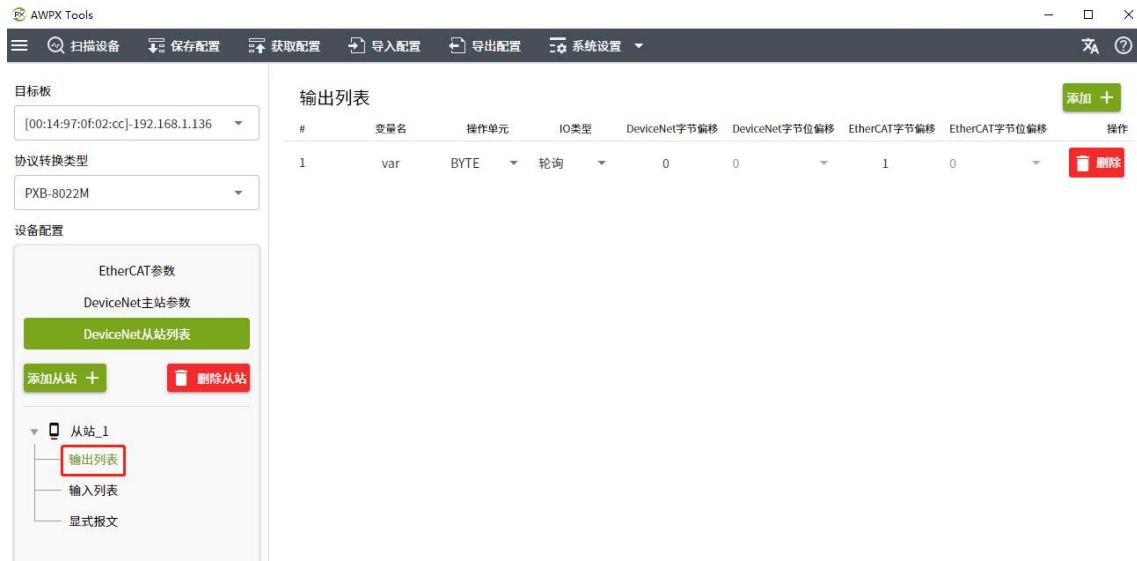 AWPX Tools
扫描设备 保存配置 获取配置 导入配置 导出配置 系统设置
目标板
[00:14:97:0f:02:cc]-192.168.1.136
协议转换类型
PXB-8022M
设备配置
EtherCAT参数
DeviceNet主站参数
DeviceNet从站列表
添加从站 删除从站
从站_1
输出列表
输入列表
显式报文
输出列表 添加
# 变量名 操作单元 IO类型 DeviceNet字节偏移 DeviceNet字节位偏移 EtherCAT字节偏移 EtherCAT字节位偏移 操作
1 var BYTE 轮询 0 0 1 0 删除